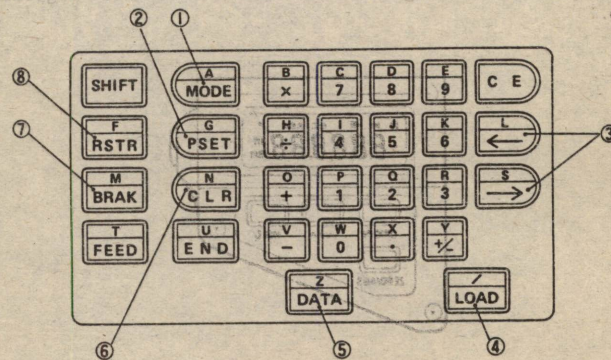 ② ①
A B C D E
⑧ SHIFT MODE × 7 8 9 C E
F G H I J K L
⑦ RSTR PSET ÷ 4 5 6 ← ③
M N O P Q R S
BRAK C L R + 1 2 3 →
T U V W X Y
FEED E N D − 0 · +/−
Z /
DATA LOAD
⑥ ⑤ ④